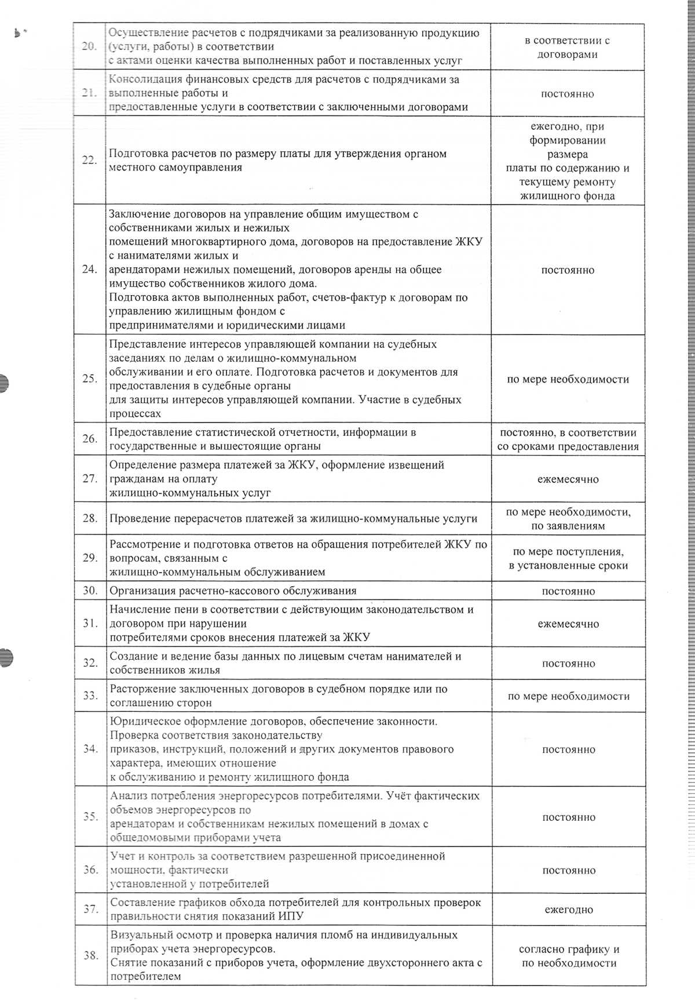 20.
Осуществление расчетов с подрядчиками за реализованную продукцию
(услуги, работы) в соответствии
с актами оценки качества выполненных работ и поставленных услуг
в соответствии с
договорами
21.
Консолидация финансовых средств для расчетов с подрядчиками за
выполненные работы и
предоставленные услуги в соответствии с заключенными договорами
постоянно
22.
Подготовка расчетов по размеру платы для утверждения органом
местного самоуправления
ежегодно, при
формировании
размера
платы по содержанию и
текущему ремонту
жилищного фонда
24.
Заключение договоров на управление общим имуществом с
собственниками жилых и нежилых
помещений многоквартирного дома, договоров на предоставление ЖКУ
с нанимателями жилых и
арендаторами нежилых помещений, договоров аренды на общее
имущество собственников жилого дома.
Подготовка актов выполненных работ, счетов-фактур к договорам по
управлению жилищным фондом с
предпринимателями и юридическими лицами
постоянно
25.
Представление интересов управляющей компании на судебных
заседаниях по делам о жилищно-коммунальном
обслуживании и его оплате. Подготовка расчетов и документов для
предоставления в судебные органы
для защиты интересов управляющей компании. Участие в судебных
процессах
по мере необходимости
26.
Предоставление статистической отчетности, информации в
государственные и вышестоящие органы
постоянно, в соответствии
со сроками предоставления
27.
Определение размера платежей за ЖКУ, оформление извещений
гражданам на оплату
жилищно-коммунальных услуг
ежемесячно
28.
Проведение перерасчетов платежей за жилищно-коммунальные услуги
по мере необходимости,
по заявлениям
29.
Рассмотрение и подготовка ответов на обращения потребителей ЖКУ по
вопросам, связанным с
жилищно-коммунальным обслуживанием
по мере поступления,
в установленные сроки
30.
Организация расчетно-кассового обслуживания
постоянно
31.
Начисление пени в соответствии с действующим законодательством и
договором при нарушении
потребителями сроков внесения платежей за ЖКУ
ежемесячно
32.
Создание и ведение базы данных по лицевым счетам нанимателей и
собственников жилья
постоянно
33.
Расторжение заключенных договоров в судебном порядке или по
соглашению сторон
по мере необходимости
34.
Юридическое оформление договоров, обеспечение законности.
Проверка соответствия законодательству
приказов, инструкций, положений и других документов правового
характера, имеющих отношение
к обслуживанию и ремонту жилищного фонда
постоянно
35.
Анализ потребления энергоресурсов потребителями. Учёт фактических
объемов энергоресурсов по
арендаторам и собственникам нежилых помещений в домах с
общедомовыми приборами учета
постоянно
36.
Учет и контроль за соответствием разрешенной присоединенной
мощности, фактически
установленной у потребителей
постоянно
37.
Составление графиков обхода потребителей для контрольных проверок
правильности снятия показаний ИПУ
ежегодно
38.
Визуальный осмотр и проверка наличия пломб на индивидуальных
приборах учета энергоресурсов.
Снятие показаний с приборов учета, оформление двухстороннего акта с
потребителем
согласно графику и
по необходимости